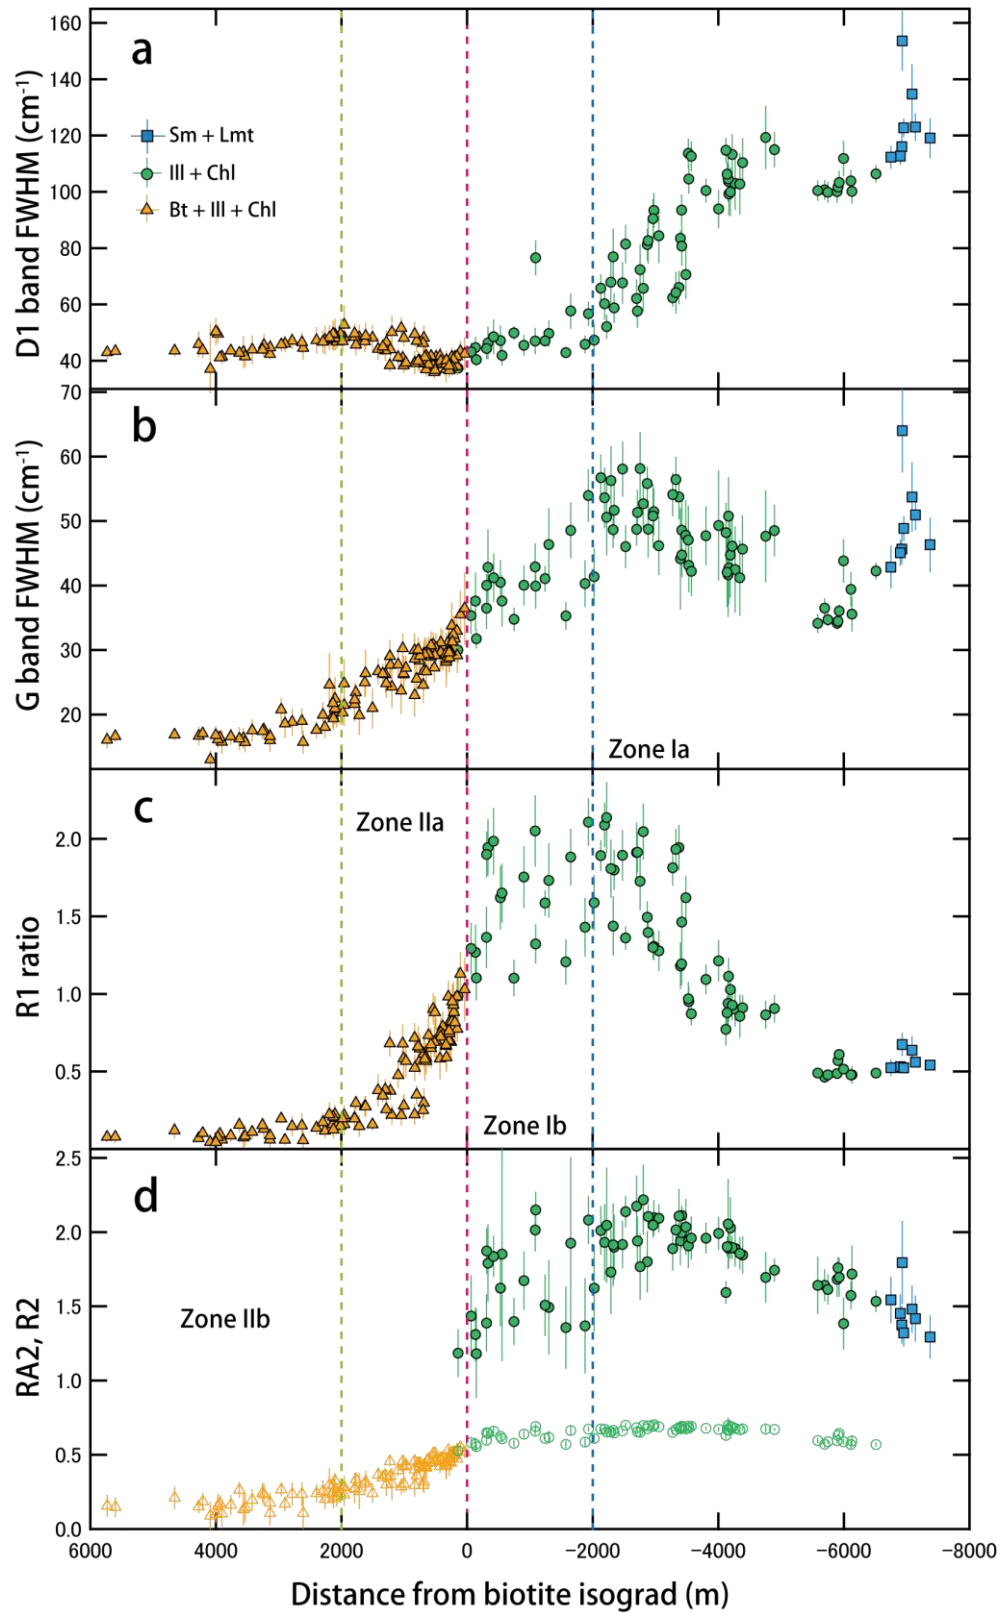 a
160
140
120
100
80
60
40
D1 band FWHM (cm⁻¹)
Sm + Lmt
Ill + Chl
Bt + Ill + Chl
b
70
60
50
40
30
20
G band FWHM (cm⁻¹)
Zone Ia
c
Zone IIa
2.0
1.5
1.0
0.5
R1 ratio
Zone Ib
d
2.5
2.0
1.5
1.0
0.5
0.0
RA2, R2
Zone IIb
6000 4000 2000 0 −2000 −4000 −6000 −8000
Distance from biotite isograd (m)